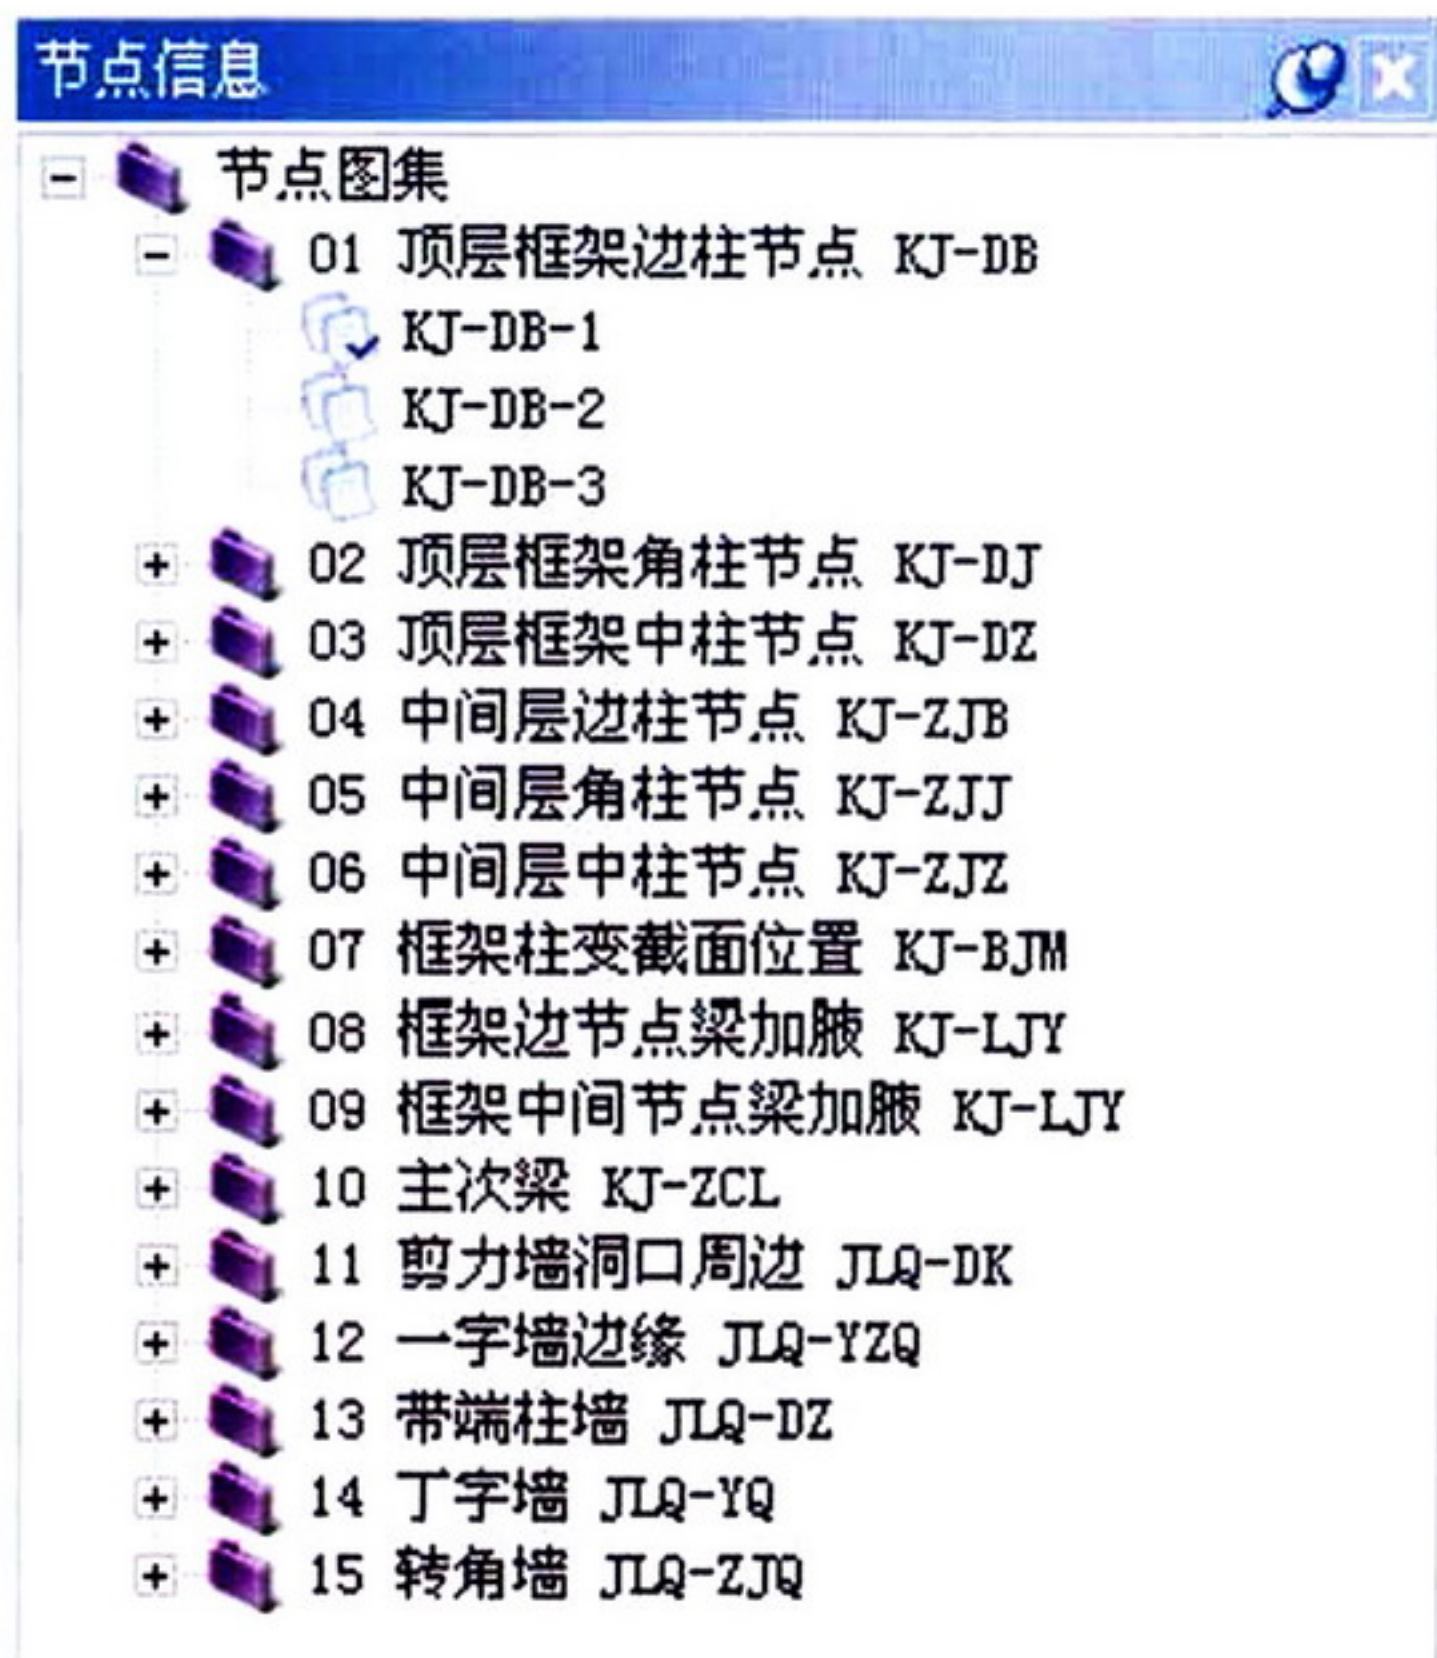 节点信息
节点图集
01 顶层框架边柱节点 KJ-DB
KJ-DB-1
KJ-DB-2
KJ-DB-3
02 顶层框架角柱节点 KJ-DJ
03 顶层框架中柱节点 KJ-DZ
04 中间层边柱节点 KJ-ZJB
05 中间层角柱节点 KJ-ZJJ
06 中间层中柱节点 KJ-ZJZ
07 框架柱变截面位置 KJ-BJM
08 框架边节点梁加腋 KJ-LJY
09 框架中间节点梁加腋 KJ-LJY
10 主次梁 KJ-ZCL
11 剪力墙洞口周边 JLQ-DK
12 一字墙边缘 JLQ-YZQ
13 带端柱墙 JLQ-DZ
14 丁字墙 JLQ-YQ
15 转角墙 JLQ-ZJQ